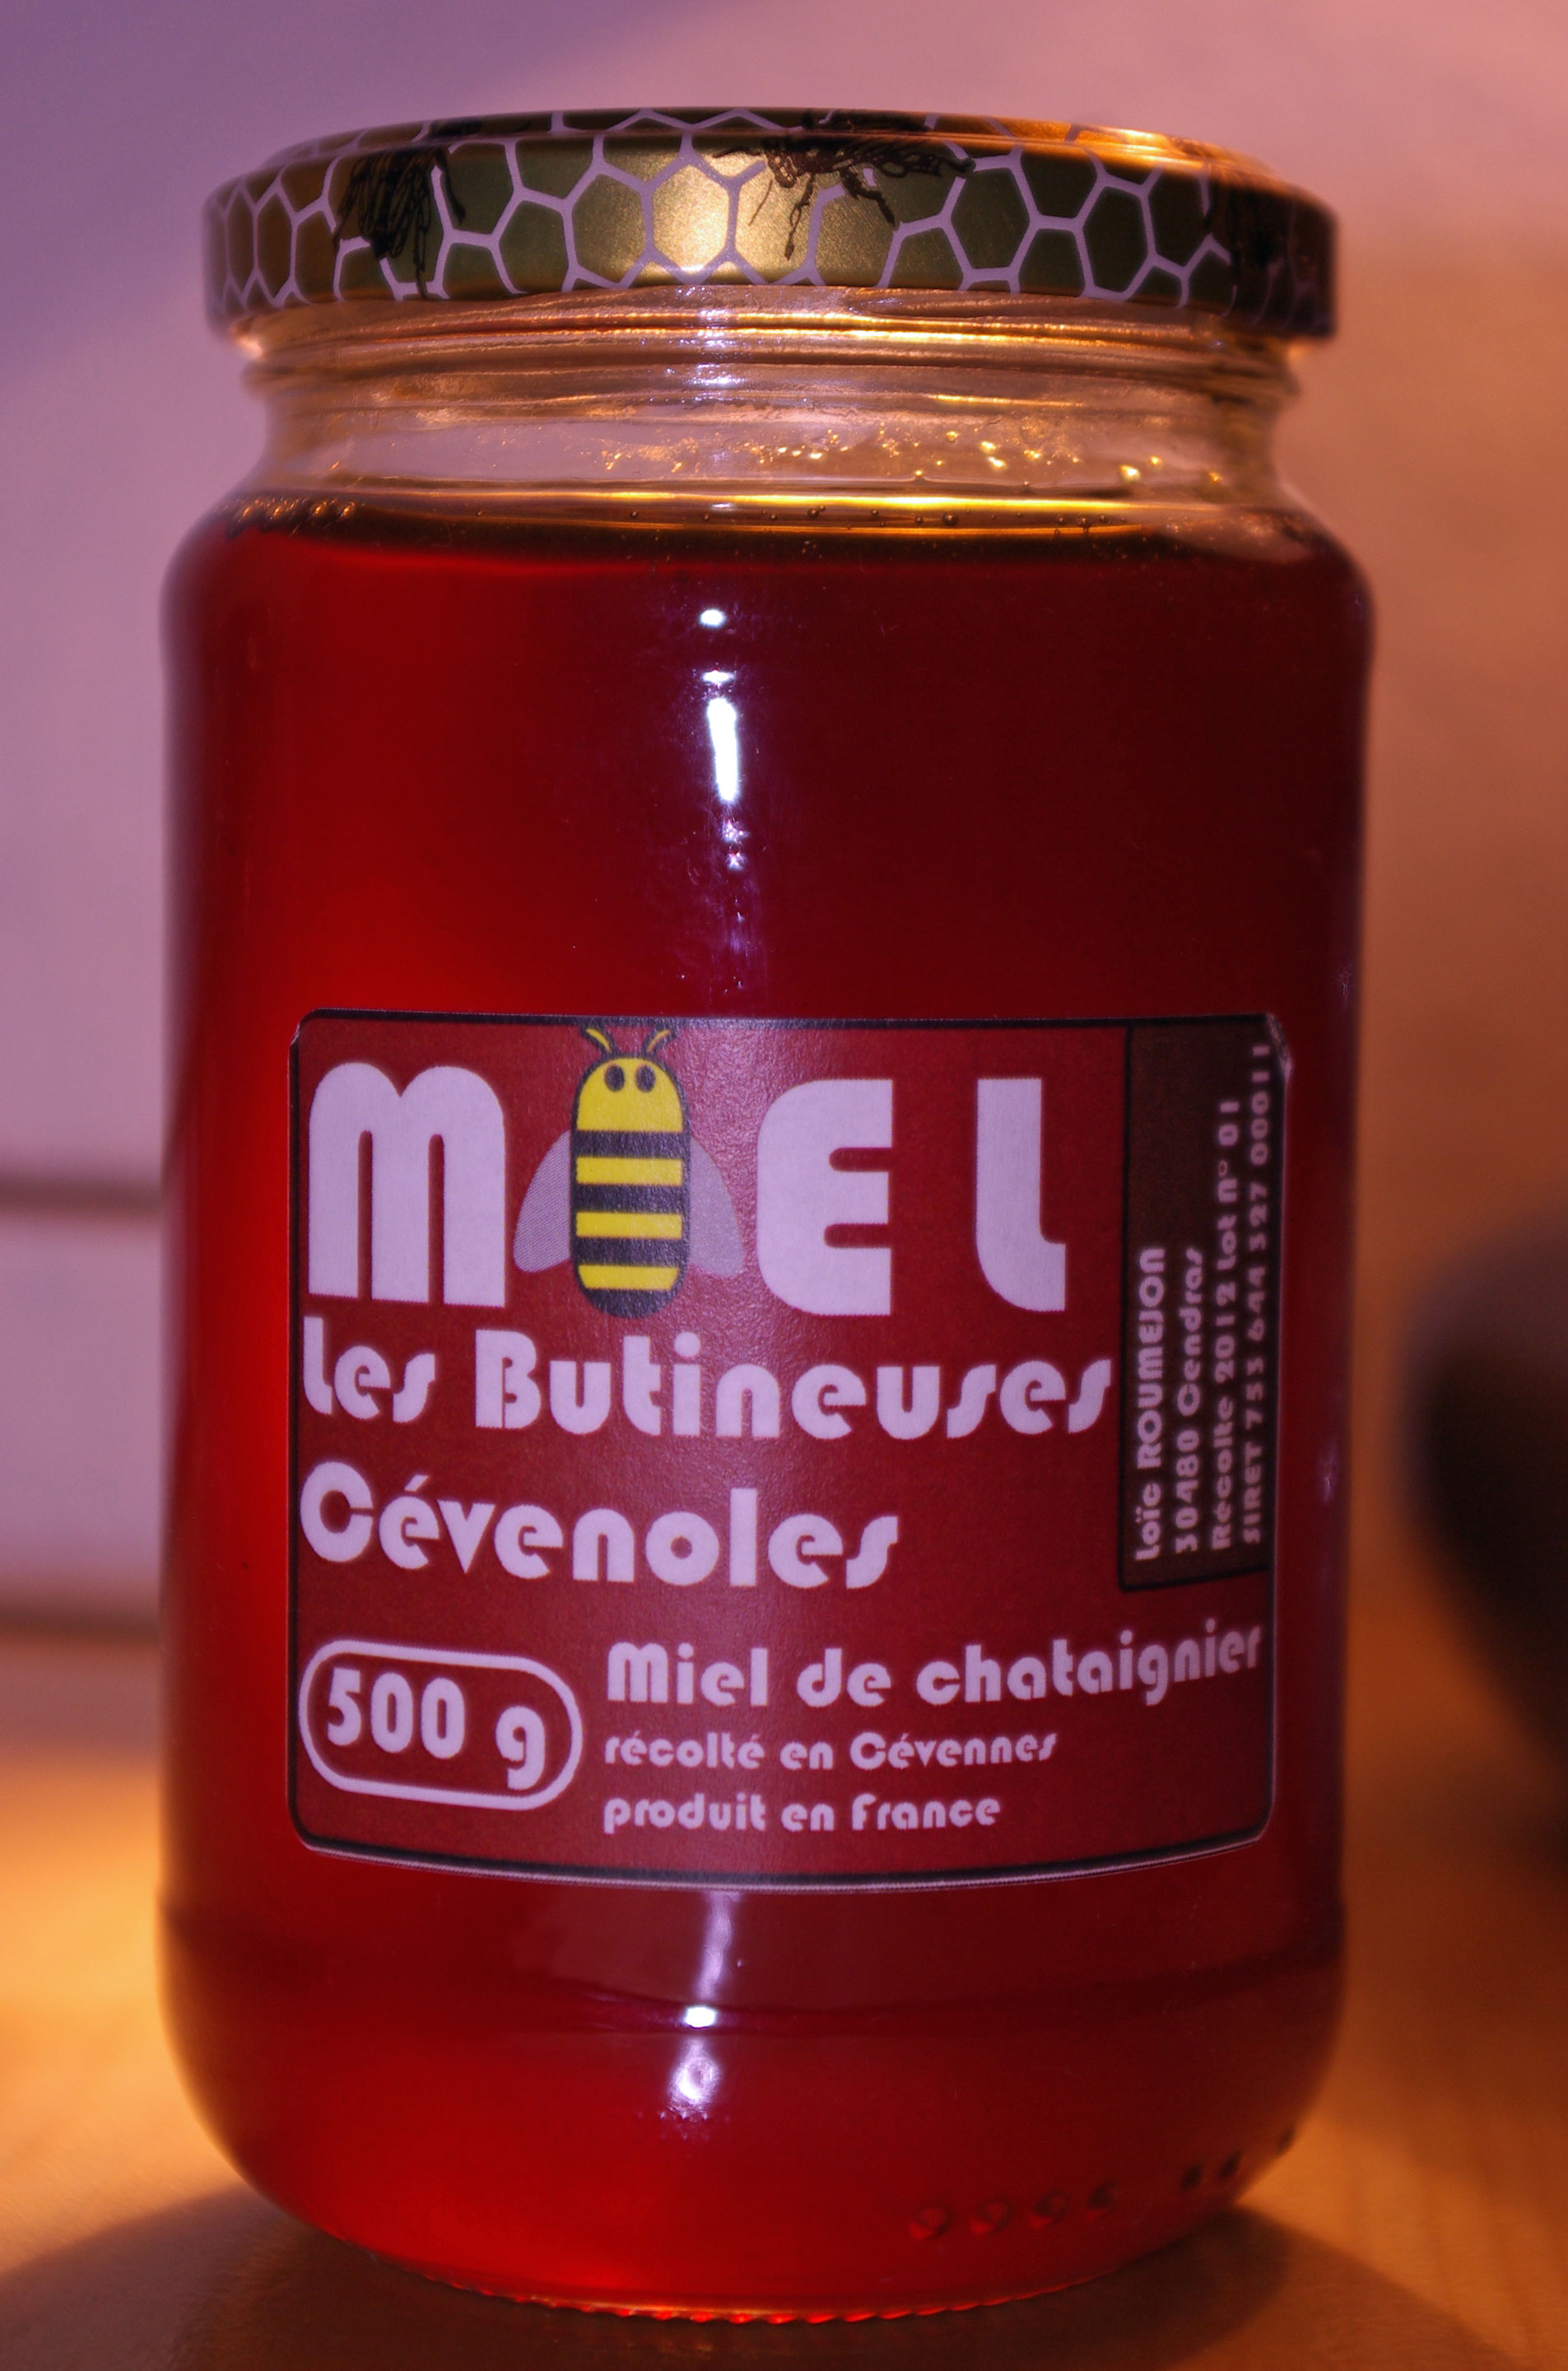 MIEL
Les Butineuses
Cévenoles
500 g
Miel de chataignier
récolté en Cévennes
produit en France
Loïc ROUMEJON
30480 Cendras
Récolte 2012 Lot n° 01
SIRET 753 644 327 00011